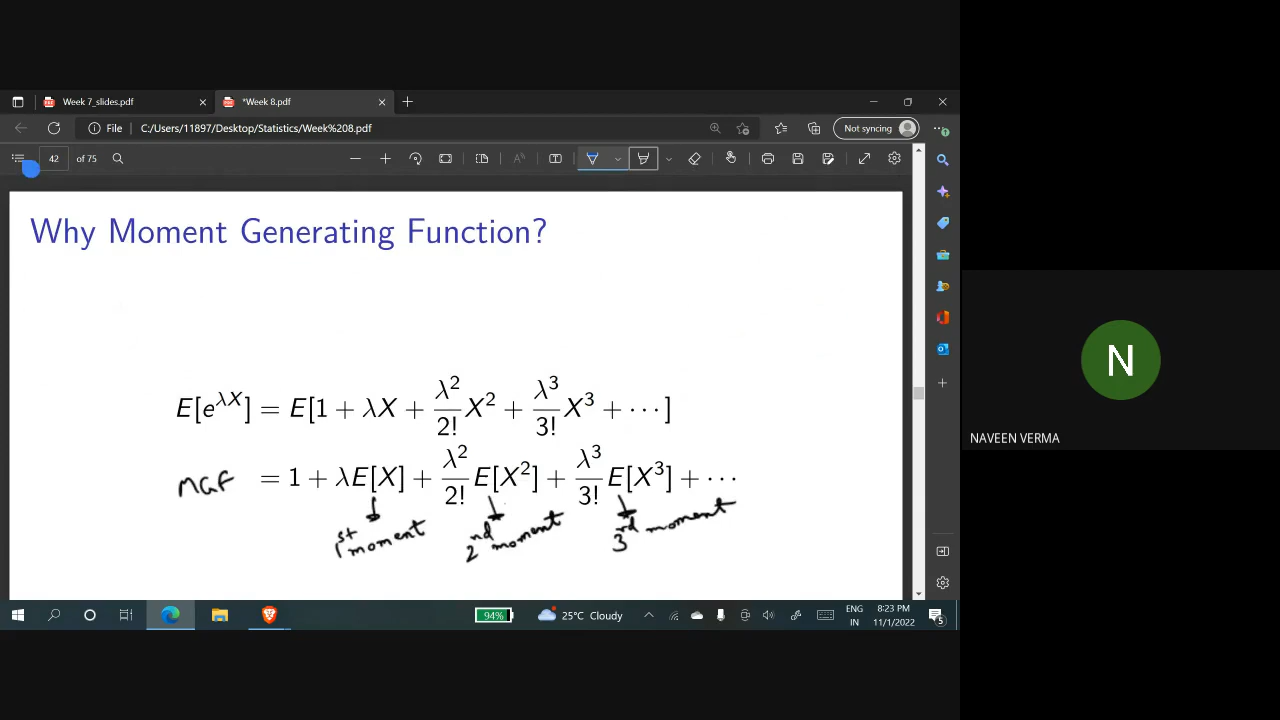 Week 7_slides.pdf
*Week 8.pdf
File
C:/Users/11897/Desktop/Statistics/Week%208.pdf
Not syncing
42 of 75
Why Moment Generating Function?
E[e^{λX}] = E[1 + λX + λ²/2! X² + λ³/3! X³ + ⋯]
MGF = 1 + λE[X] + λ²/2! E[X²] + λ³/3! E[X³] + ⋯
1st moment 2nd moment 3rd moment
N
NAVEEN VERMA
94%
25°C Cloudy
ENG
IN
8:23 PM
11/1/2022
5